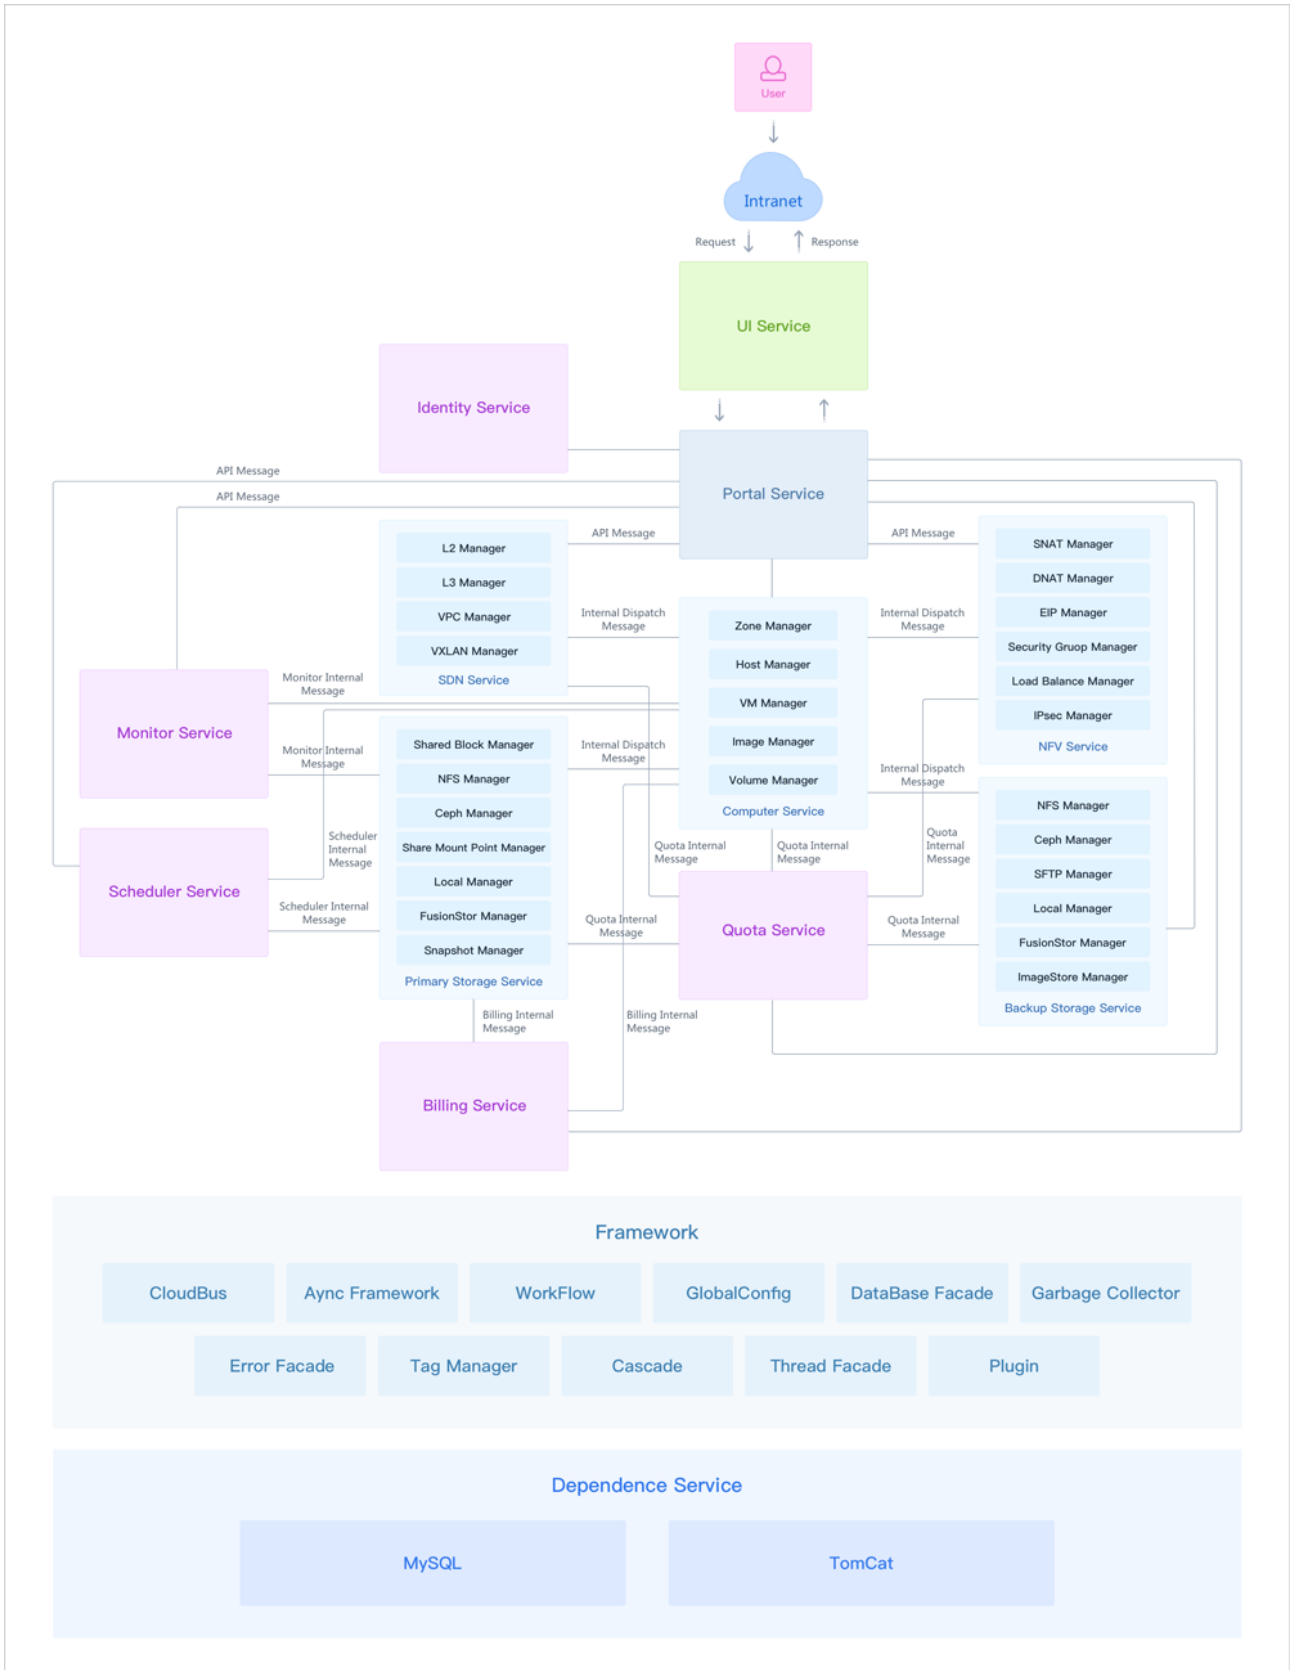 User
Intranet
Request
Response
UI Service
Identity Service
Portal Service
API Message
API Message
API Message
API Message
L2 Manager
L3 Manager
VPC Manager
VXLAN Manager
SDN Service
Internal Dispatch
Message
Zone Manager
Host Manager
VM Manager
Image Manager
Volume Manager
Computer Service
Internal Dispatch
Message
SNAT Manager
DNAT Manager
EIP Manager
Security Gruop Manager
Load Balance Manager
IPsec Manager
NFV Service
Monitor Service
Monitor Internal
Message
Monitor Internal
Message
Shared Block Manager
NFS Manager
Ceph Manager
Share Mount Point Manager
Local Manager
FusionStor Manager
Snapshot Manager
Primary Storage Service
Internal Dispatch
Message
Internal Dispatch
Message
Scheduler Service
Scheduler
Internal
Message
Scheduler Internal
Message
Quota Internal
Message
Quota Internal
Message
Quota
Internal
Message
Quota Internal
Message
Quota Service
Quota Internal
Message
NFS Manager
Ceph Manager
SFTP Manager
Local Manager
FusionStor Manager
ImageStore Manager
Backup Storage Service
Billing Internal
Message
Billing Internal
Message
Billing Service
Framework
CloudBus
Aync Framework
WorkFlow
GlobalConfig
DataBase Facade
Garbage Collector
Error Facade
Tag Manager
Cascade
Thread Facade
Plugin
Dependence Service
MySQL
TomCat